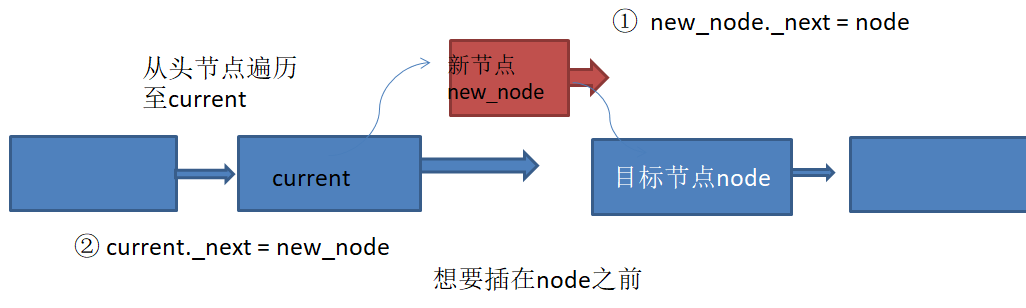 ① new_node._next = node
从头节点遍历
至current
新节点
new_node
current
目标节点node
② current._next = new_node
想要插在node之前